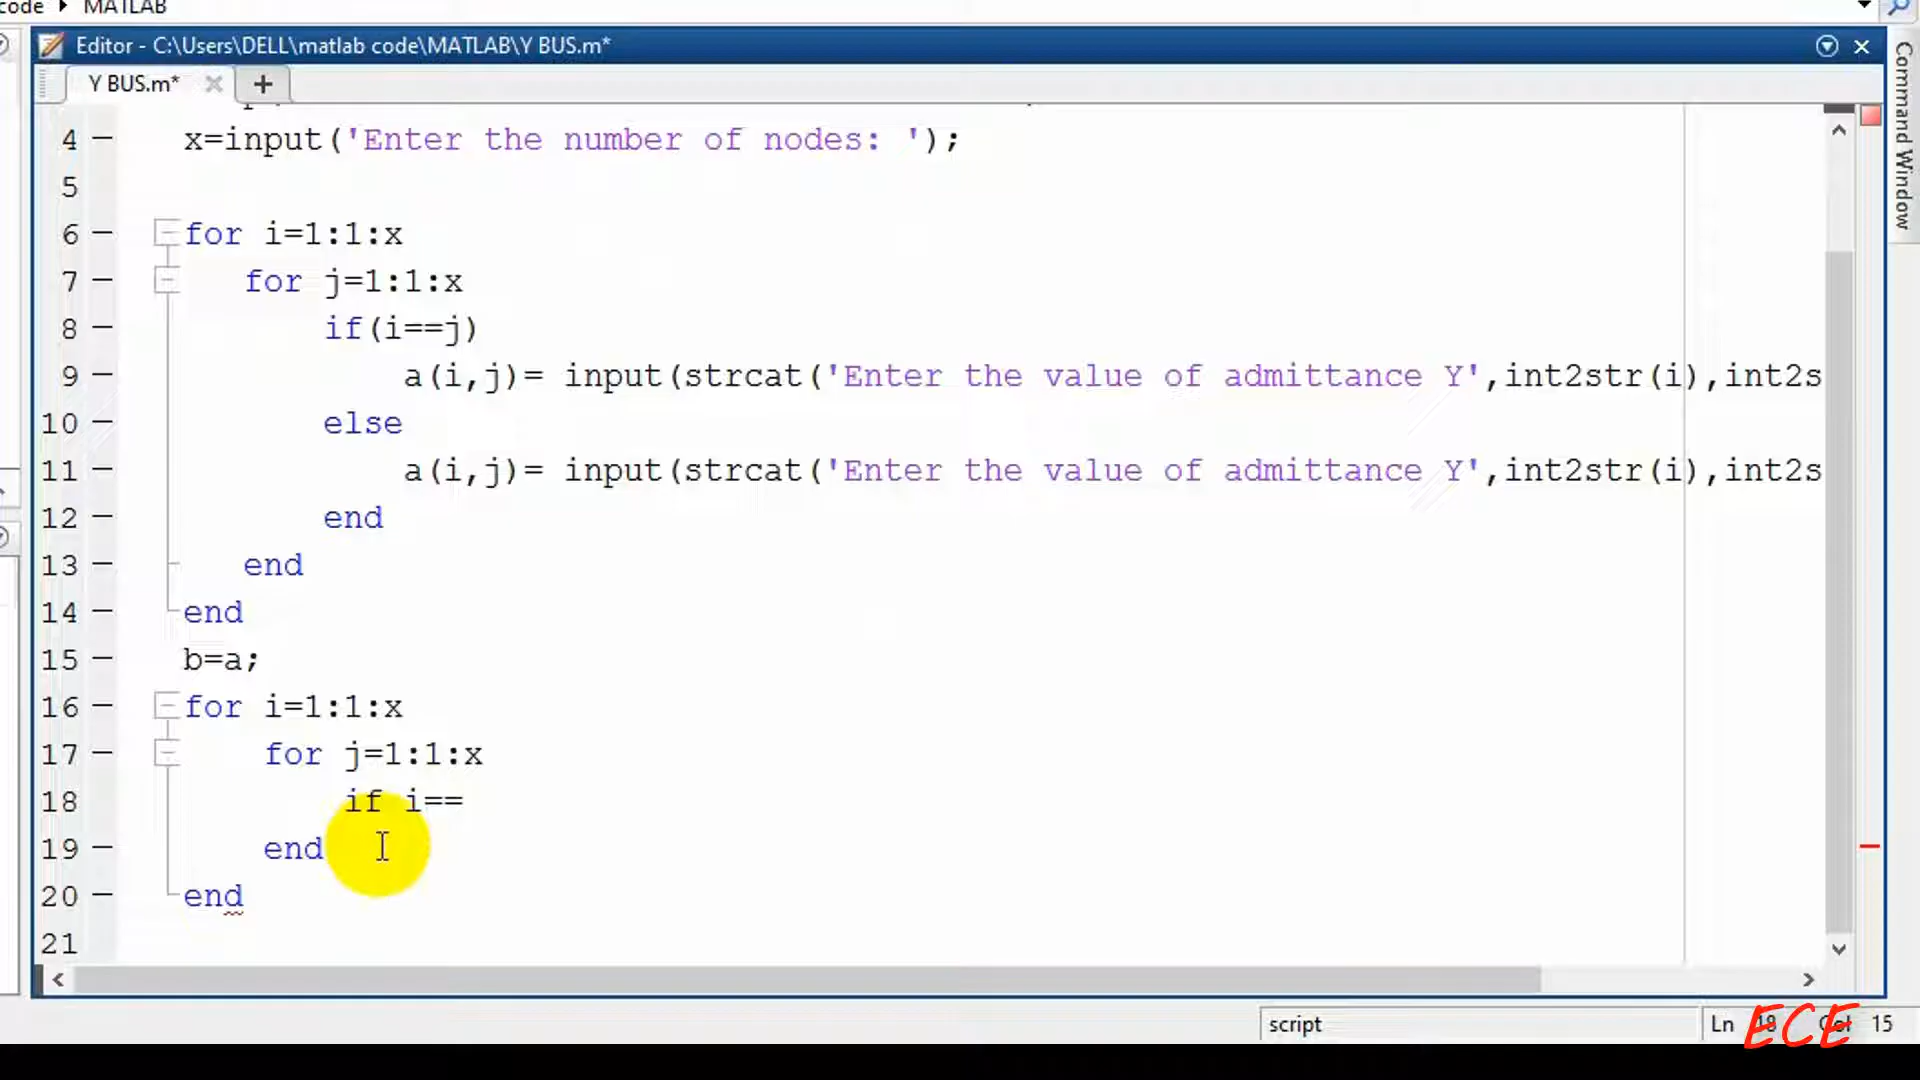 code ▸ MATLAB
Editor - C:\Users\DELL\matlab code\MATLAB\Y BUS.m*
Y BUS.m*
Command Window
4 x=input('Enter the number of nodes: ');
5
6 for i=1:1:x
7 for j=1:1:x
8 if(i==j)
9 a(i,j)= input(strcat('Enter the value of admittance Y',int2str(i),int2s
10 else
11 a(i,j)= input(strcat('Enter the value of admittance Y',int2str(i),int2s
12 end
13 end
14 end
15 b=a;
16 for i=1:1:x
17 for j=1:1:x
18 if i==
19 end
20 end
21
script
Ln 18 Col 15
ECE